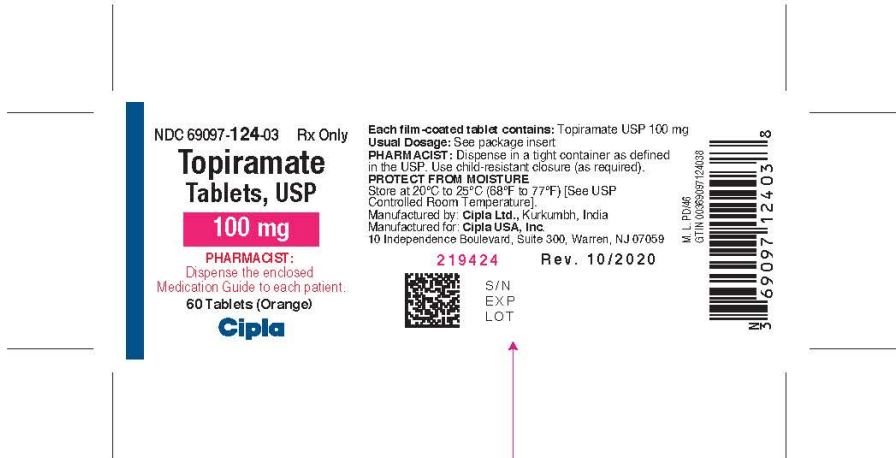 NDC 69097-124-03 Rx Only
Topiramate
Tablets, USP
100 mg
PHARMACIST:
Dispense the enclosed
Medication Guide to each patient.
60 Tablets (Orange)
Cipla
Each film-coated tablet contains: Topiramate USP 100 mg
Usual Dosage: See package insert
PHARMACIST: Dispense in a tight container as defined
in the USP. Use child-resistant closure (as required).
PROTECT FROM MOISTURE
Store at 20°C to 25°C (68°F to 77°F) [See USP
Controlled Room Temperature].
Manufactured by: Cipla Ltd., Kurkumbh, India
Manufactured for: Cipla USA, Inc.
10 Independence Boulevard, Suite 300, Warren, NJ 07059
219424 Rev. 10/2020
S/N
EXP
LOT
M. L. PD/46
GTIN 00369097124038
N
3 69097 12403 8